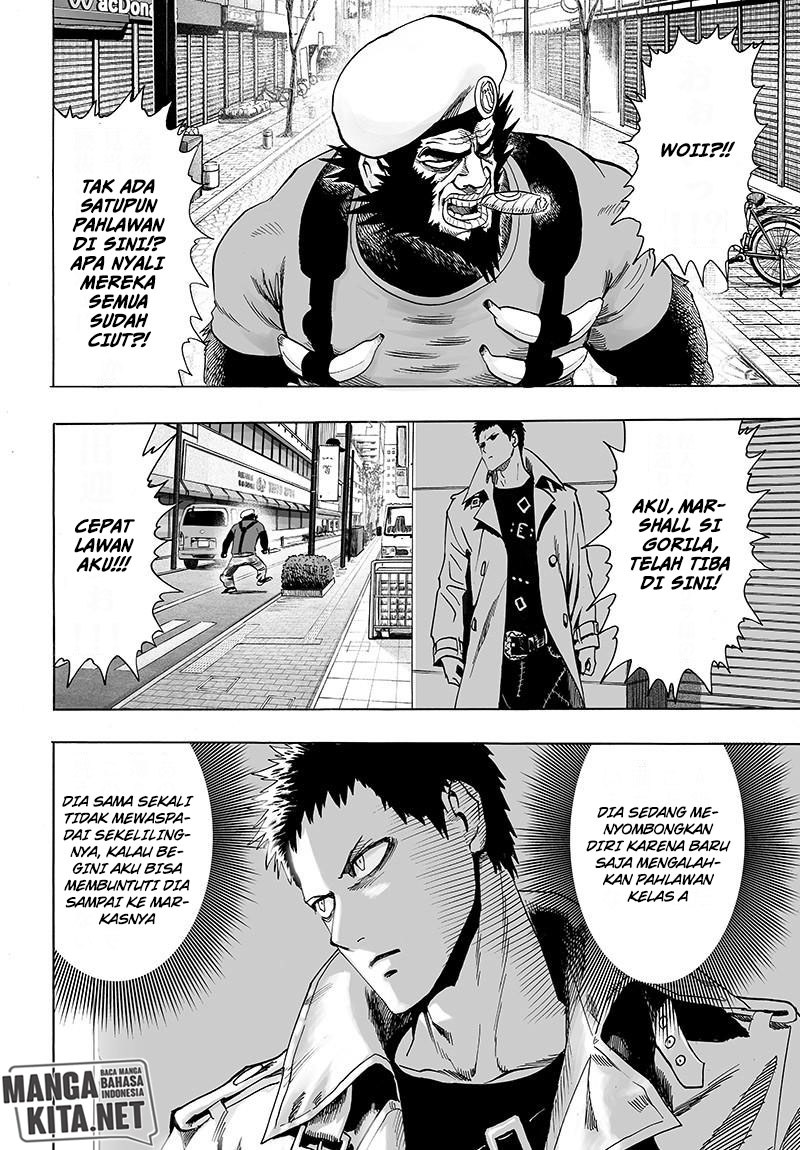 WcDona
WOII?!!
TAK ADA
SATUPUN
PAHLAWAN
DI SINI!?
APA NYALI
MEREKA
SEMUA
SUDAH
CIUT?!
AKU, MAR-
SHALL SI
GORILA,
TELAH TIBA
DI SINI!
:E:
CEPAT
LAWAN
AKU!!!
DIA SEDANG ME-
NYOMBONGKAN
DIRI KARENA BARU
SAJA MENGALAH-
KAN PAHLAWAN
KELAS A
DIA SAMA SEKALI
TIDAK MEWASPA-
DAI SEKELILING-
NYA, KALAU BE-
GINI AKU BISA
MEMBUNTUTI DIA
SAMPAI KE MAR-
KASNYA
MANGA
KITA.NET
BACA MANGA
BAHASA
INDONESIA